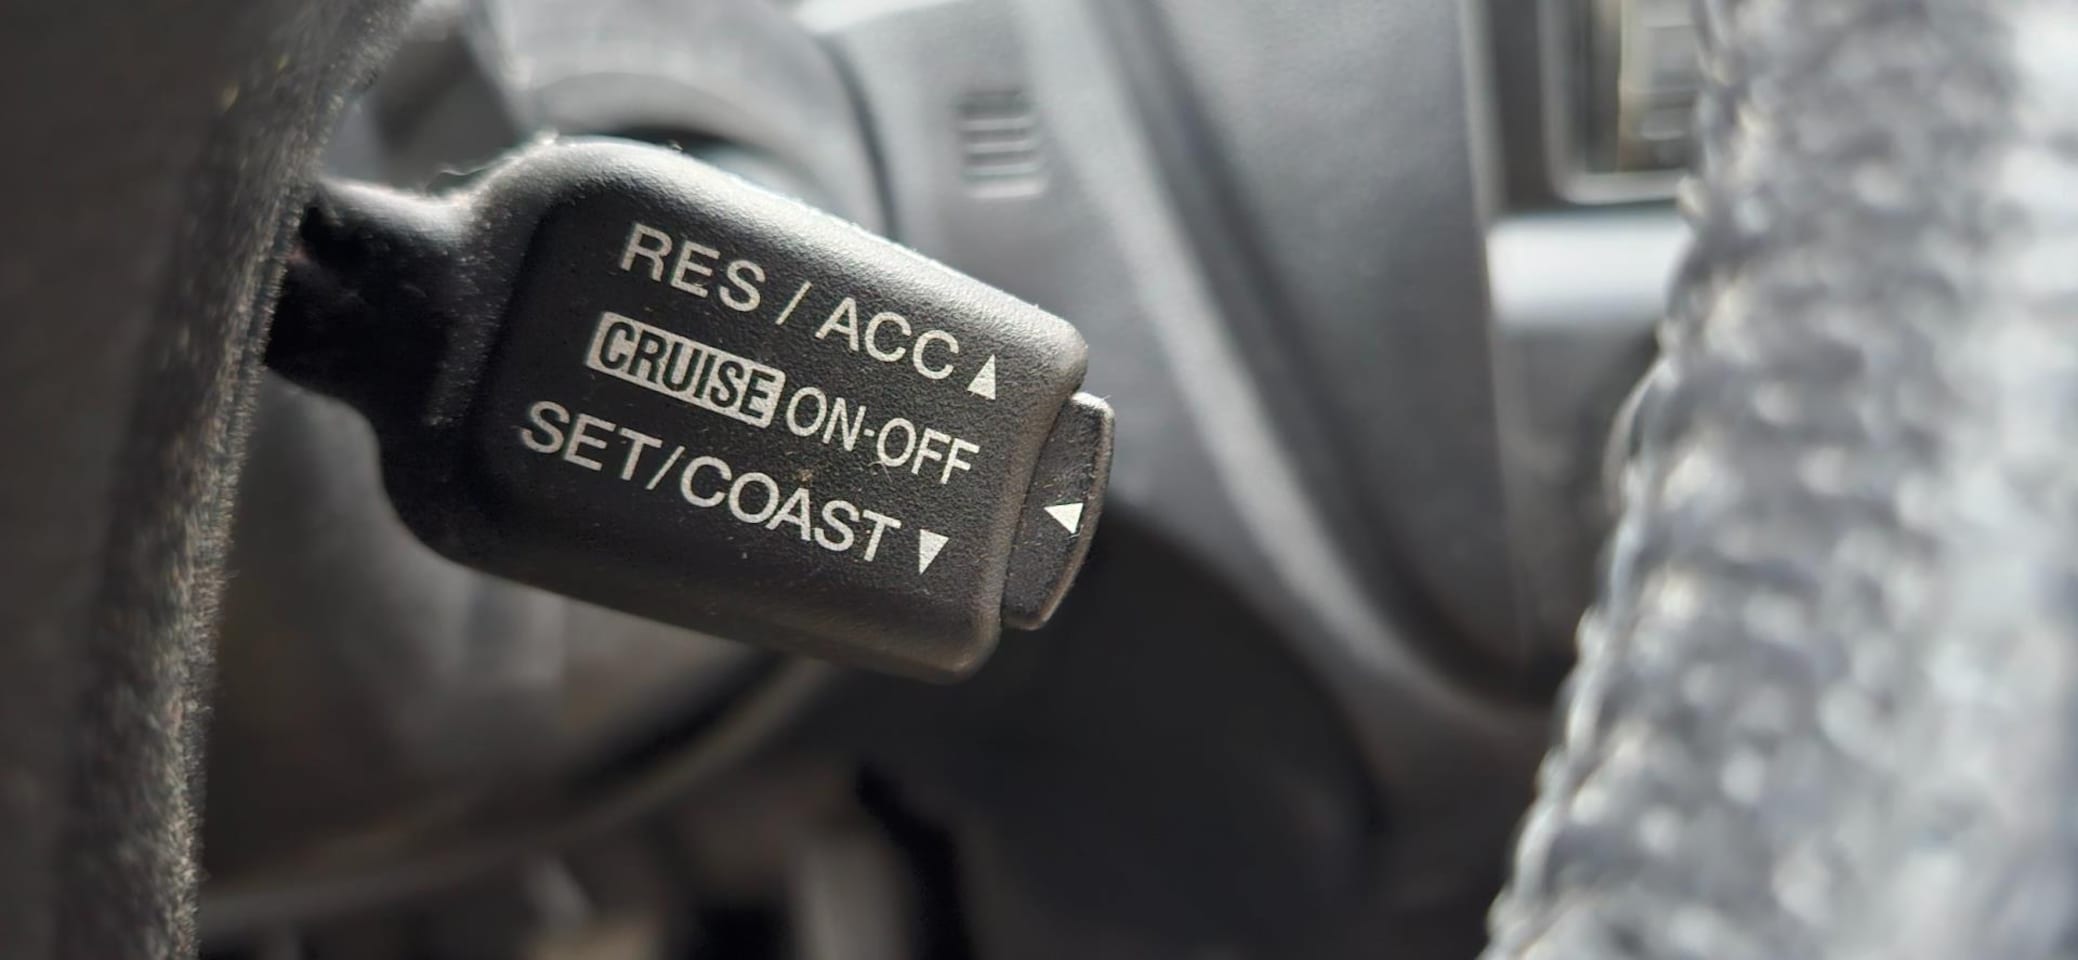 RES / ACC ▲
CRUISE ON-OFF
SET/COAST ▼